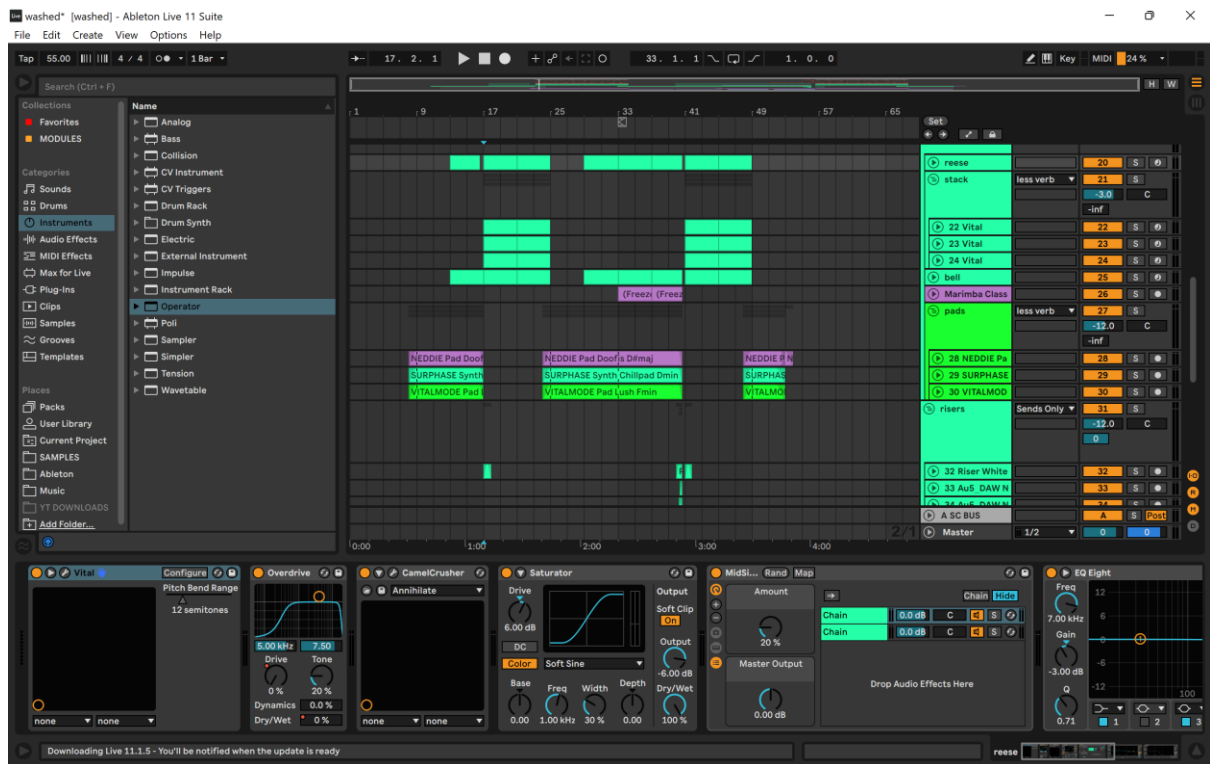 washed* [washed] - Ableton Live 11 Suite
File Edit Create View Options Help
Tap 55.00 4 / 4 1 Bar 17. 2. 1 33. 1. 1 1. 0. 0 Key MIDI 24 %
Search (Ctrl + F)
H W
Collections
Favorites
MODULES
Categories
Sounds
Drums
Instruments
Audio Effects
MIDI Effects
Max for Live
Plug-Ins
Clips
Samples
Grooves
Templates
Places
Packs
User Library
Current Project
SAMPLES
Ableton
Music
YT DOWNLOADS
Add Folder...
Name
Analog
Bass
Collision
CV Instrument
CV Triggers
Drum Rack
Drum Synth
Electric
External Instrument
Impulse
Instrument Rack
Operator
Poli
Sampler
Simpler
Tension
Wavetable
1 9 17 25 33 41 49 57 65
Set
reese 20 S
stack less verb 21 S
-3.0 C
-inf
22 Vital 22 S
23 Vital 23 S
24 Vital 24 S
bell 25 S
(Freeze (Freez Marimba Class 26 S
pads less verb 27 S
-12.0 C
-inf
NEDDIE Pad Doof NEDDIE Pad Doof is D#maj NEDDIE P N 28 NEDDIE Pa 28 S
SURPHASE Synth SURPHASE Synth Chillpad Dmin SURPHAS 29 SURPHASE 29 S
VITALMODE Pad L VITALMODE Pad Lush Fmin VITALMO 30 VITALMOD 30 S
risers Sends Only 31 S
-12.0 C
0
32 Riser White 32 S
33 Au5_DAW N 33 S
34 Au5_DAW N 34 S
A SC BUS A S Post
2/1 Master 1/2 0 0
0:00 1:00 2:00 3:00 4:00
I·O
R
M
D
Vital Configure
Pitch Bend Range
12 semitones
none none
Overdrive
5.00 kHz 7.50
Drive Tone
0 % 20 %
Dynamics 0.0 %
Dry/Wet 0 %
CamelCrusher
Annihilate
none none
Saturator
Drive
6.00 dB
DC
Color Soft Sine
Base Freq Width Depth
0.00 1.00 kHz 30 % 0.00
Output
Soft Clip
On
Output
-6.00 dB
Dry/Wet
100 %
MidSi... Rand Map
Amount
20 %
Master Output
0.00 dB
Chain Hide
Chain 0.0 dB C S
Chain 0.0 dB C S
Drop Audio Effects Here
EQ Eight
Freq
7.00 kHz
Gain
-3.00 dB
Q
0.71
12
6
0
-6
-12
100
1 2 3
Downloading Live 11.1.5 - You'll be notified when the update is ready
reese